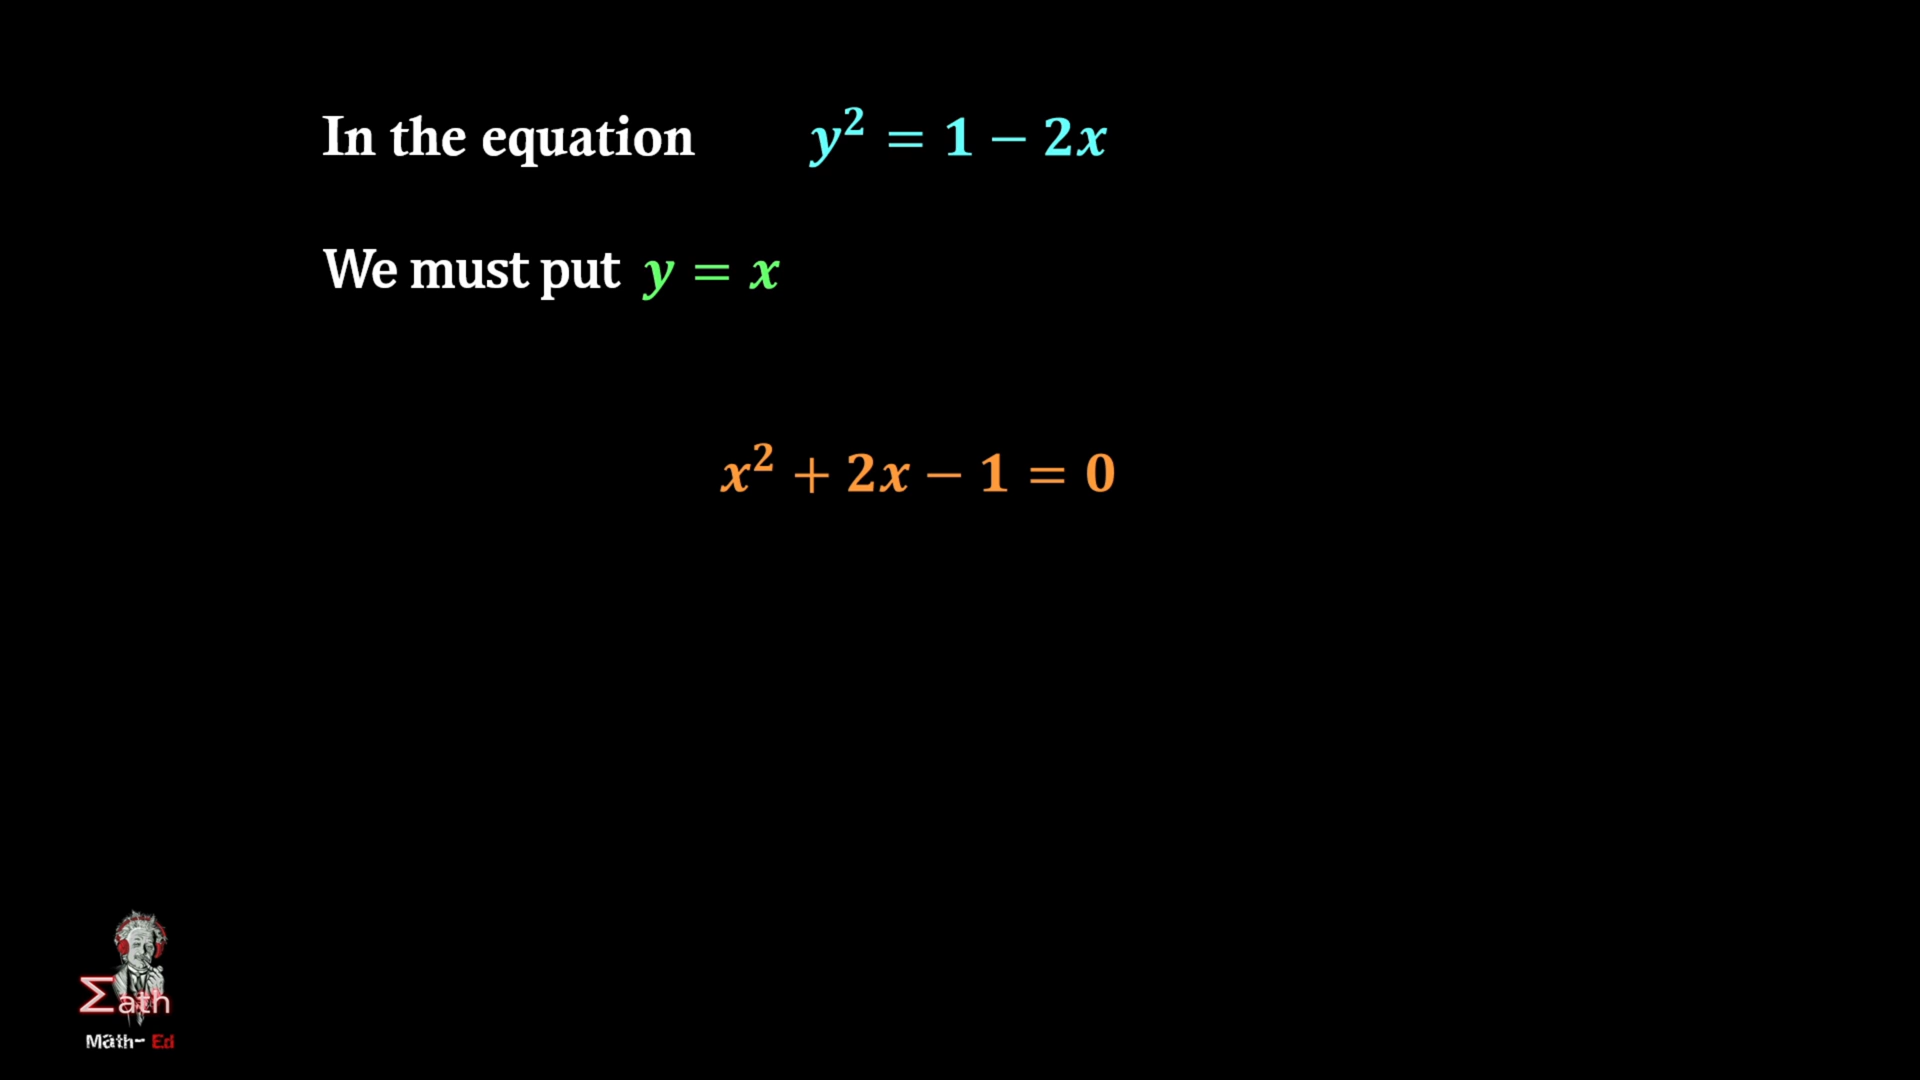 In the equation y² = 1 − 2x
We must put y = x
x² + 2x − 1 = 0
Σath
Math- Ed